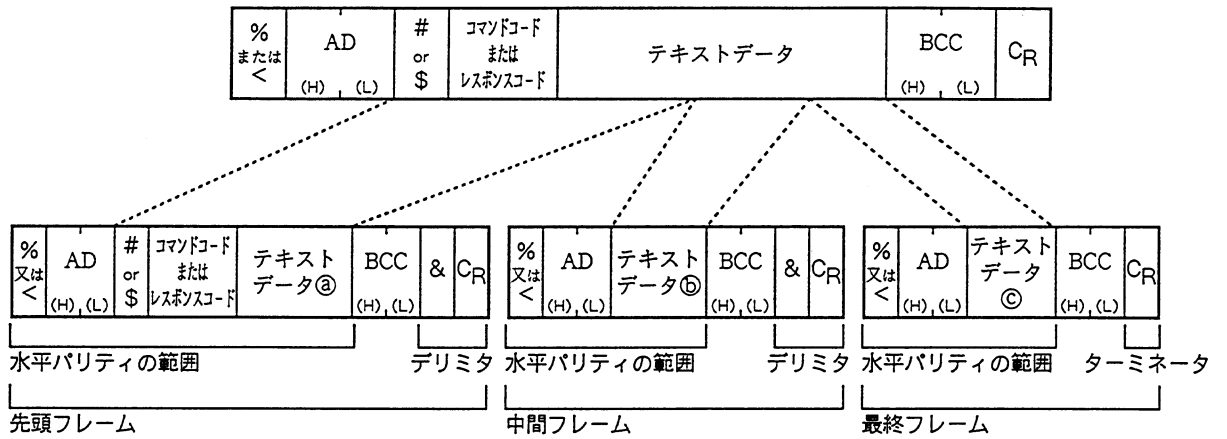 %
または
<
AD
(H) (L)
#
or
$
コマンドコード
または
レスポンスコード
テキストデータ
BCC
(H) (L)
CR
%
又は
<
AD
(H) (L)
#
or
$
コマンドコード
または
レスポンスコード
テキスト
データⓐ
BCC
(H) (L)
&
CR
%
又は
<
AD
(H) (L)
テキスト
データⓑ
BCC
(H) (L)
&
CR
%
又は
<
AD
(H) (L)
テキスト
データ
ⓒ
BCC
(H) (L)
CR
水平パリティの範囲
デリミタ
水平パリティの範囲
デリミタ
水平パリティの範囲
ターミネータ
先頭フレーム
中間フレーム
最終フレーム